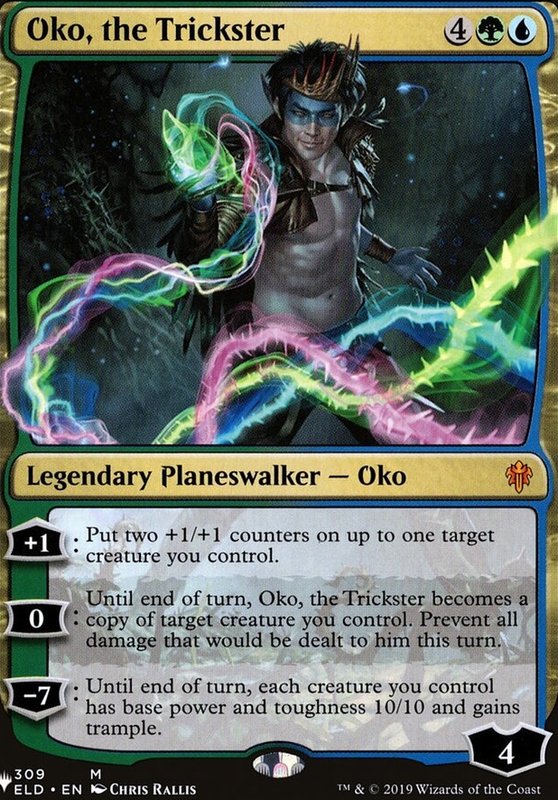 Oko, the Trickster 4
Legendary Planeswalker — Oko
+1 : Put two +1/+1 counters on up to one target
creature you control.
0 : Until end of turn, Oko, the Trickster becomes a
copy of target creature you control. Prevent all
damage that would be dealt to him this turn.
−7 : Until end of turn, each creature you control
has base power and toughness 10/10 and gains
trample.
4
309 M
ELD • EN Chris Rallis
™ & © 2019 Wizards of the Coast